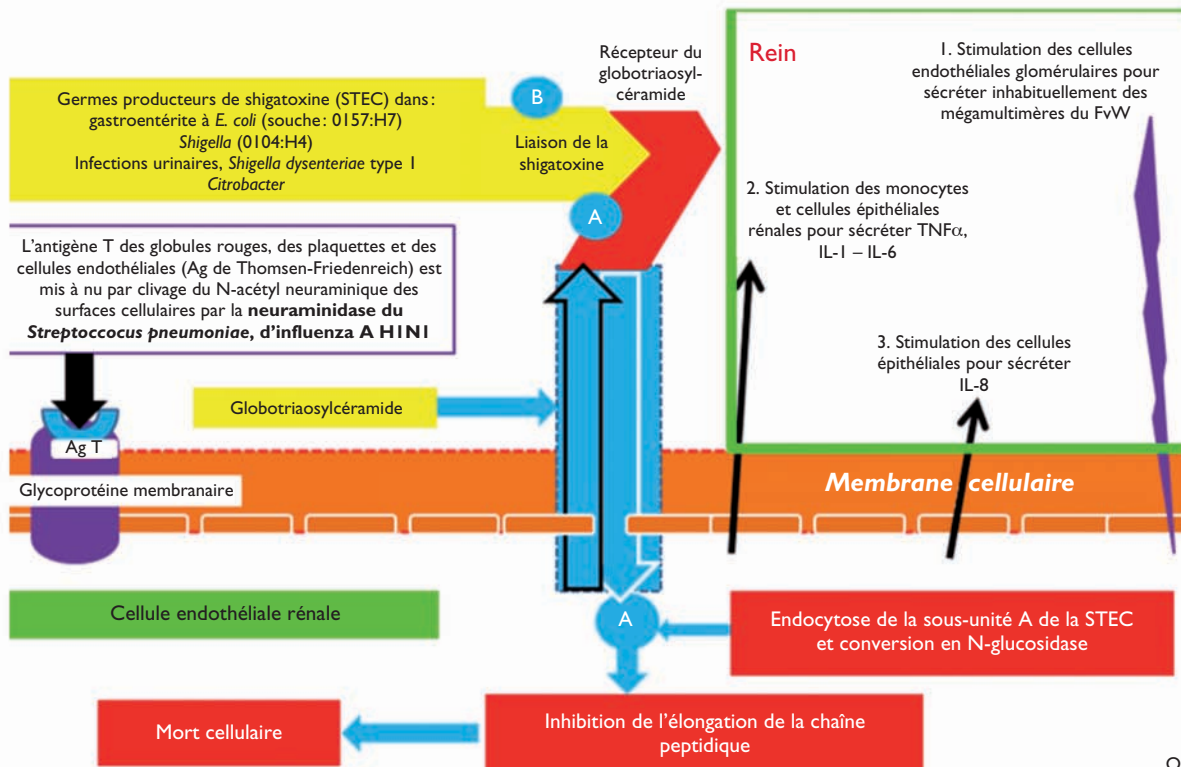 Germes producteurs de shigatoxine (STEC) dans :
gastroentérite à E. coli (souche : 0157:H7)
Shigella (0104:H4)
Infections urinaires, Shigella dysenteriae type 1
Citrobacter
B
Liaison de la
shigatoxine
A
Récepteur du
globotriaosyl-
céramide
Rein
1. Stimulation des cellules
endothéliales glomérulaires pour
sécréter inhabituellement des
mégamultimères du FvW
2. Stimulation des monocytes
et cellules épithéliales
rénales pour sécréter TNFα,
IL-1 – IL-6
3. Stimulation des cellules
épithéliales pour sécréter
IL-8
L'antigène T des globules rouges, des plaquettes et des
cellules endothéliales (Ag de Thomsen-Friedenreich) est
mis à nu par clivage du N-acétyl neuraminique des
surfaces cellulaires par la neuraminidase du
Streptoccocus pneumoniae, d'influenza A H1N1
Globotriaosylcéramide
Ag T
Glycoprotéine membranaire
Membrane cellulaire
Cellule endothéliale rénale
A
Endocytose de la sous-unité A de la STEC
et conversion en N-glucosidase
Inhibition de l'élongation de la chaîne
peptidique
Mort cellulaire